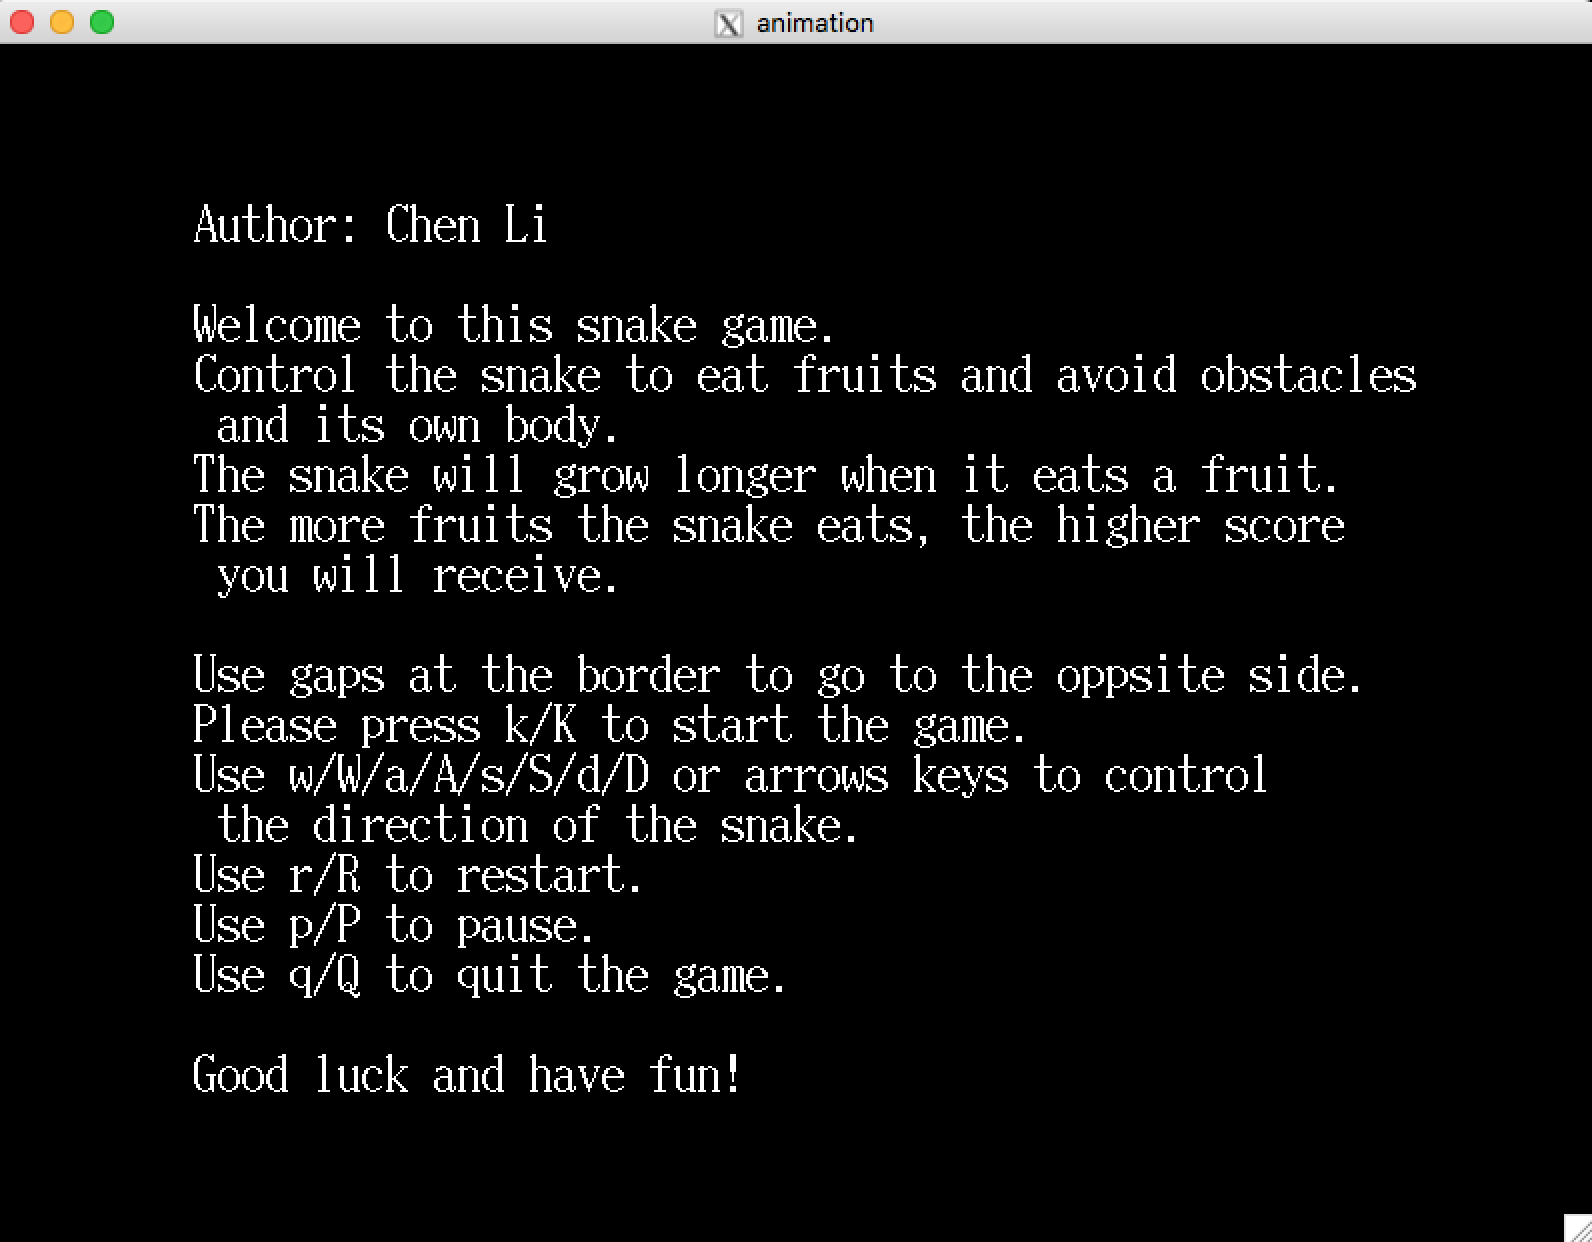 animation
Author: Chen Li
Welcome to this snake game.
Control the snake to eat fruits and avoid obstacles
and its own body.
The snake will grow longer when it eats a fruit.
The more fruits the snake eats, the higher score
you will receive.
Use gaps at the border to go to the oppsite side.
Please press k/K to start the game.
Use w/W/a/A/s/S/d/D or arrows keys to control
the direction of the snake.
Use r/R to restart.
Use p/P to pause.
Use q/Q to quit the game.
Good luck and have fun!